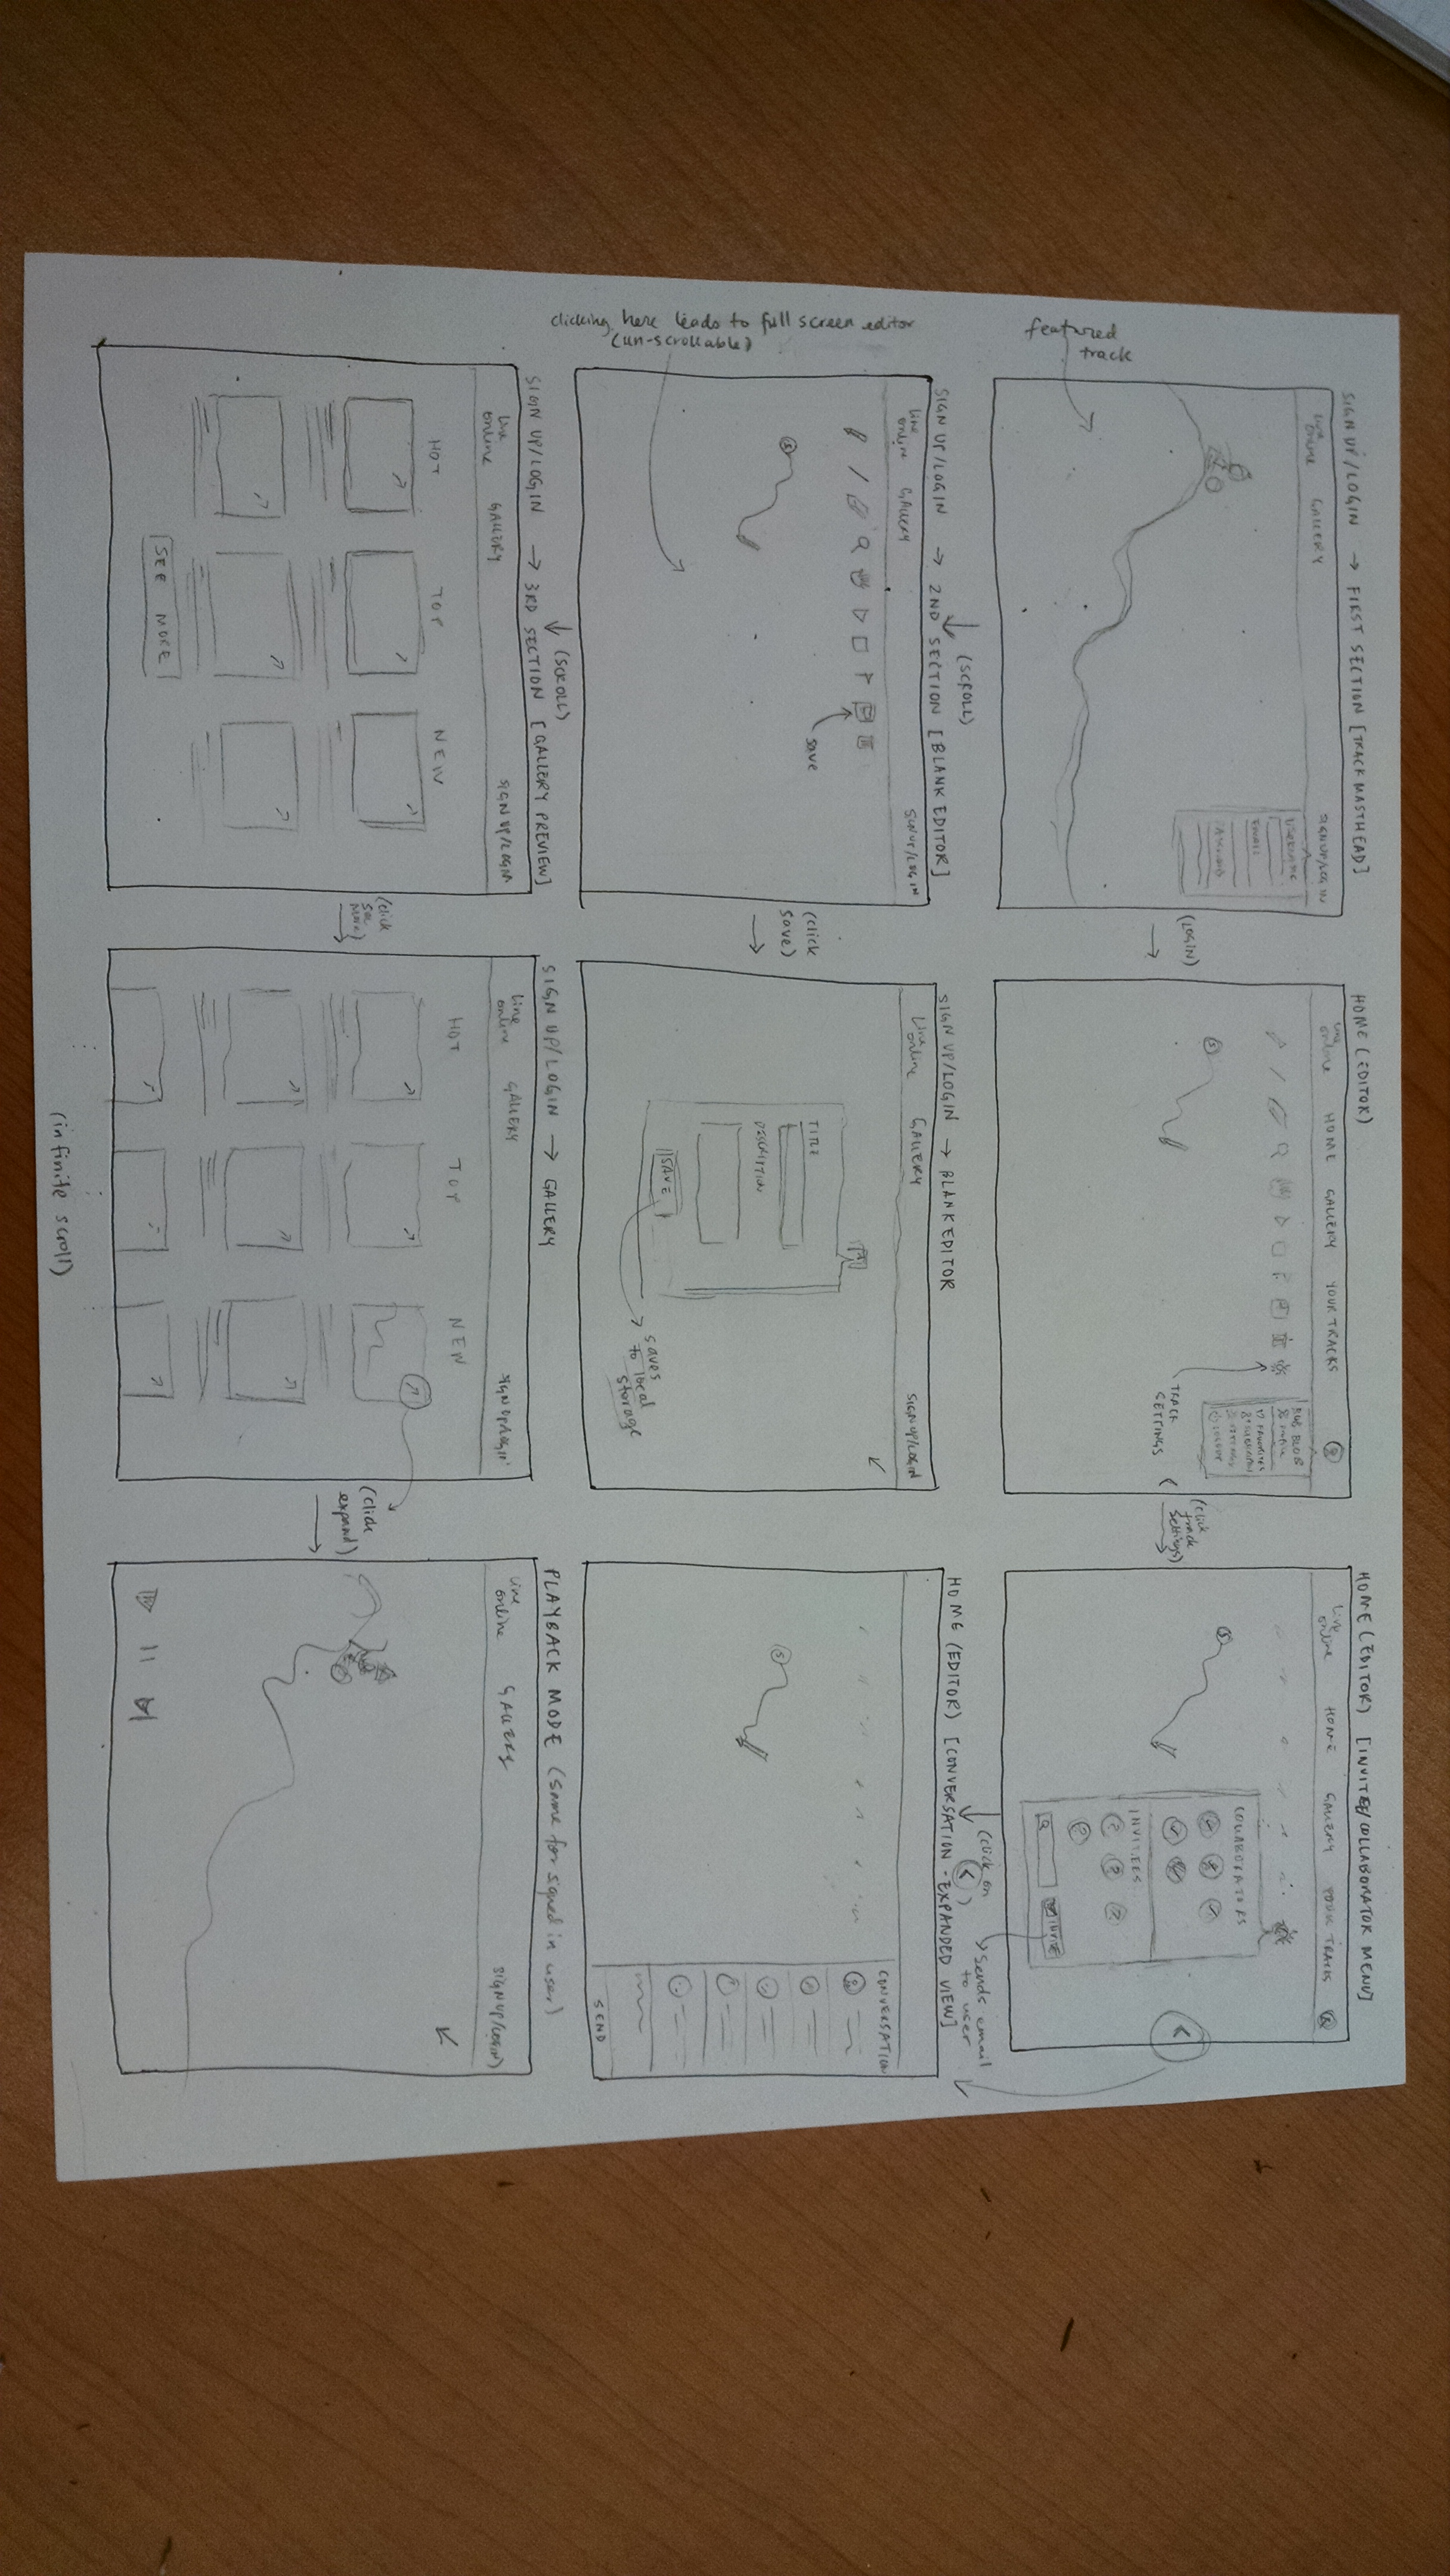 SIGN UP/LOGIN → FIRST SECTION [TRACK MASTHEAD]
featured
track
line
online
GALLERY
SIGN UP/LOGIN
USERNAME
EMAIL
PASSWORD
(LOGIN)
→
HOME (EDITOR)
line
online
HOME
GALLERY
YOUR TRACKS
BUB BLOB
FAVORITES
SETTINGS
LOGOUT
TRACK
SETTINGS
(click
track
settings)
→
HOME (EDITOR) [INVITE/COLLABORATOR MENU]
line
online
HOME
GALLERY
YOUR TRACKS
COLLABORATORS
INVITEES
INVITE
Sends email
to user
↓ (SCROLL)
(click on
<)
SIGN UP/LOGIN → 2ND SECTION [BLANK EDITOR]
clicking here leads to full screen editor
(un-scrollable)
line
online
GALLERY
SIGN UP/LOGIN
save
(click
save)
→
SIGN UP/LOGIN → BLANK EDITOR
line
online
GALLERY
SIGN UP/LOGIN
TITLE
DESCRIPTION
SAVE
saves
to local
storage
HOME (EDITOR) [CONVERSATION - EXPANDED VIEW]
CONVERSATION
SEND
↓ (SCROLL)
SIGN UP/LOGIN → 3RD SECTION [GALLERY PREVIEW]
line
online
GALLERY
SIGN UP/LOGIN
HOT
TOP
NEW
SEE MORE
(click
see
more)
→
SIGN UP/LOGIN → GALLERY
line
online
GALLERY
SIGN UP/LOGIN
HOT
TOP
NEW
(infinite scroll)
(click
expand)
→
PLAYBACK MODE (same for signed in user)
line
online
GALLERY
SIGN UP/LOGIN